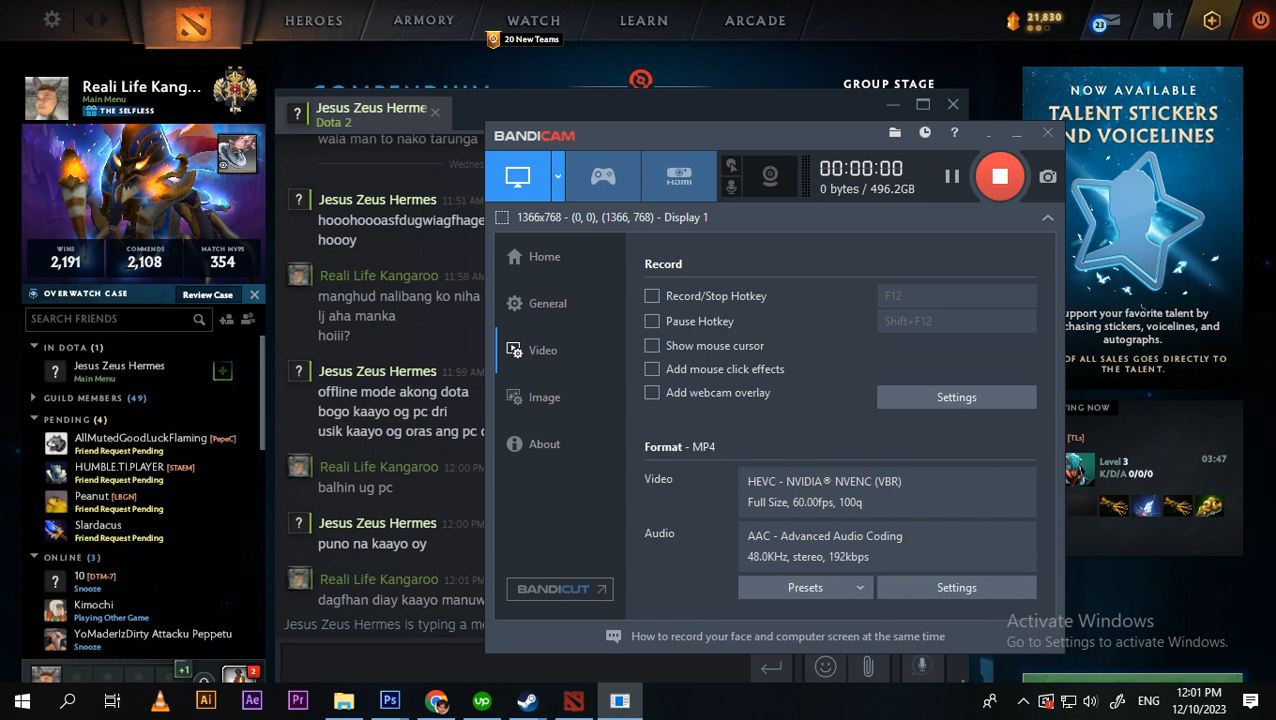 HEROES
ARMORY
WATCH
LEARN
ARCADE
20 New Teams
21,830
23
Reali Life Kang...
Main Menu
THE SELFLESS
67%
WINS
2,191
COMMENDS
2,108
MATCH MVPS
354
OVERWATCH CASE
Review Case
SEARCH FRIENDS
IN DOTA (1)
Jesus Zeus Hermes
Main Menu
GUILD MEMBERS (49)
PENDING (4)
AllMutedGoodLuckFlaming [PepeC]
Friend Request Pending
HUMBLE.TI.PLAYER [STAEM]
Friend Request Pending
Peanut [LBGN]
Friend Request Pending
Slardacus
Friend Request Pending
ONLINE (3)
10 [DTM-7]
Snooze
Kimochi
Playing Other Game
YoMaderIzDirty Attacku Peppetu
Snooze
+1
2
GROUP STAGE
Jesus Zeus Herme
Dota 2
wala man to nako tarunga
Wednes
Jesus Zeus Hermes 11:51 AM
hooohoooasfdugwiagfhage
hoooy
Reali Life Kangaroo 11:58 AM
manghud nalibang ko niha
lj aha manka
hoiii?
Jesus Zeus Hermes 11:59 AM
offline mode akong dota
bogo kaayo og pc dri
usik kaayo og oras ang pc
Reali Life Kangaroo 12:00 PM
balhin ug pc
Jesus Zeus Hermes 12:00 PM
puno na kaayo oy
Reali Life Kangaroo 12:01 PM
dagfhan diay kaayo manuw
Jesus Zeus Hermes is typing a me
BANDICAM
HDMI
00:00:00
0 bytes / 496.2GB
1366x768 - (0, 0), (1366, 768) - Display 1
Home
General
Video
Image
About
BANDICUT
Record
Record/Stop Hotkey
F12
Pause Hotkey
Shift+F12
Show mouse cursor
Add mouse click effects
Add webcam overlay
Settings
Format - MP4
Video
HEVC - NVIDIA® NVENC (VBR)
Full Size, 60.00fps, 100q
Audio
AAC - Advanced Audio Coding
48.0KHz, stereo, 192kbps
Presets
Settings
How to record your face and computer screen at the same time
NOW AVAILABLE
TALENT STICKERS
ND VOICELINES
upport your favorite talent by
chasing stickers, voicelines, and
autographs.
OF ALL SALES GOES DIRECTLY TO
THE TALENT.
ING NOW
[TLs]
Level 3
K/D/A 0/0/0
03:47
Activate Windows
Go to Settings to activate Windows.
Ai
Ae
Pr
Ps
up
ENG
12:01 PM
12/10/2023